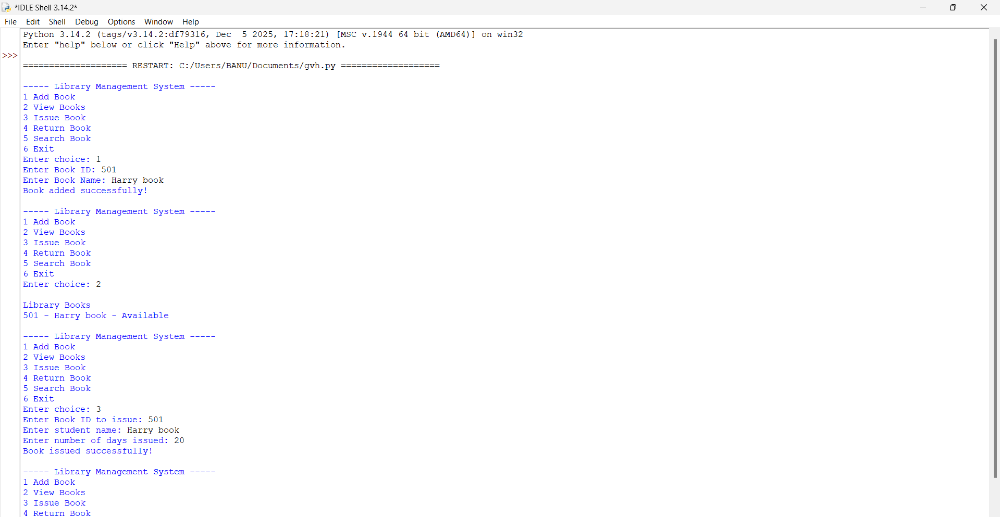 *IDLE Shell 3.14.2*
File Edit Shell Debug Options Window Help
Python 3.14.2 (tags/v3.14.2:df79316, Dec  5 2025, 17:18:21) [MSC v.1944 64 bit (AMD64)] on win32
Enter "help" below or click "Help" above for more information.
>>>
==================== RESTART: C:/Users/BANU/Documents/gvh.py ===================
----- Library Management System -----
1 Add Book
2 View Books
3 Issue Book
4 Return Book
5 Search Book
6 Exit
Enter choice: 1
Enter Book ID: 501
Enter Book Name: Harry book
Book added successfully!
----- Library Management System -----
1 Add Book
2 View Books
3 Issue Book
4 Return Book
5 Search Book
6 Exit
Enter choice: 2
Library Books
501 - Harry book - Available
----- Library Management System -----
1 Add Book
2 View Books
3 Issue Book
4 Return Book
5 Search Book
6 Exit
Enter choice: 3
Enter Book ID to issue: 501
Enter student name: Harry book
Enter number of days issued: 20
Book issued successfully!
----- Library Management System -----
1 Add Book
2 View Books
3 Issue Book
4 Return Book